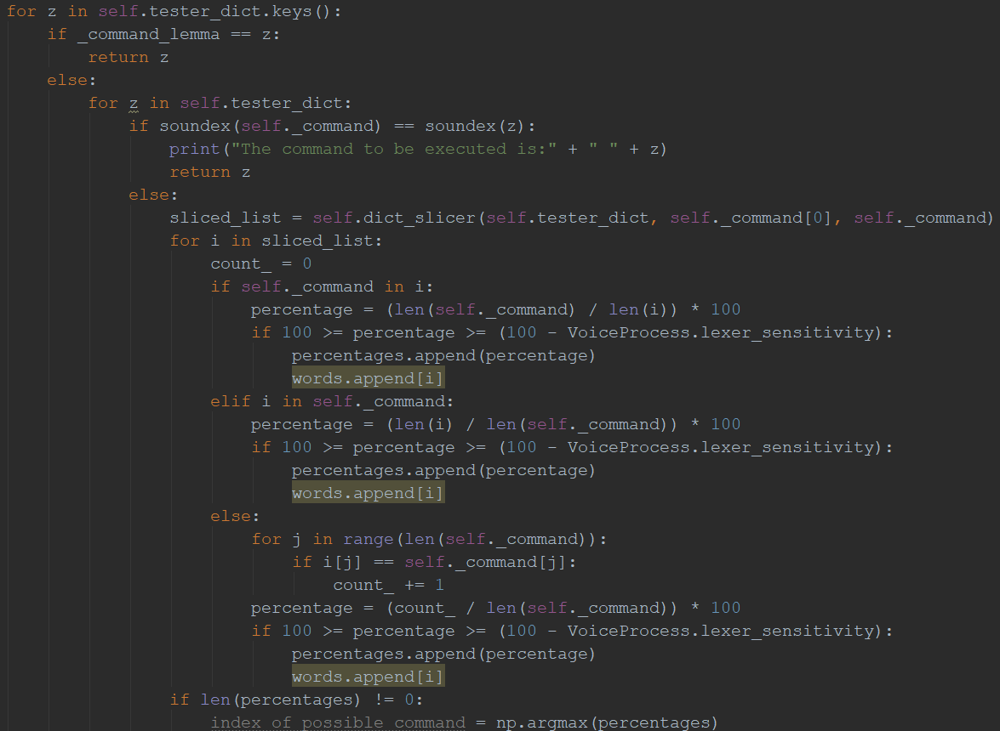 for z in self.tester_dict.keys():
    if _command_lemma == z:
        return z
    else:
        for z in self.tester_dict:
            if soundex(self._command) == soundex(z):
                print("The command to be executed is:" + " " + z)
                return z
            else:
                sliced_list = self.dict_slicer(self.tester_dict, self._command[0], self._command)
                for i in sliced_list:
                    count_ = 0
                    if self._command in i:
                        percentage = (len(self._command) / len(i)) * 100
                        if 100 >= percentage >= (100 - VoiceProcess.lexer_sensitivity):
                            percentages.append(percentage)
                            words.append[i]
                    elif i in self._command:
                        percentage = (len(i) / len(self._command)) * 100
                        if 100 >= percentage >= (100 - VoiceProcess.lexer_sensitivity):
                            percentages.append(percentage)
                            words.append[i]
                    else:
                        for j in range(len(self._command)):
                            if i[j] == self._command[j]:
                                count_ += 1
                        percentage = (count_ / len(self._command)) * 100
                        if 100 >= percentage >= (100 - VoiceProcess.lexer_sensitivity):
                            percentages.append(percentage)
                            words.append[i]
                if len(percentages) != 0:
                    index_of_possible_command = np.argmax(percentages)